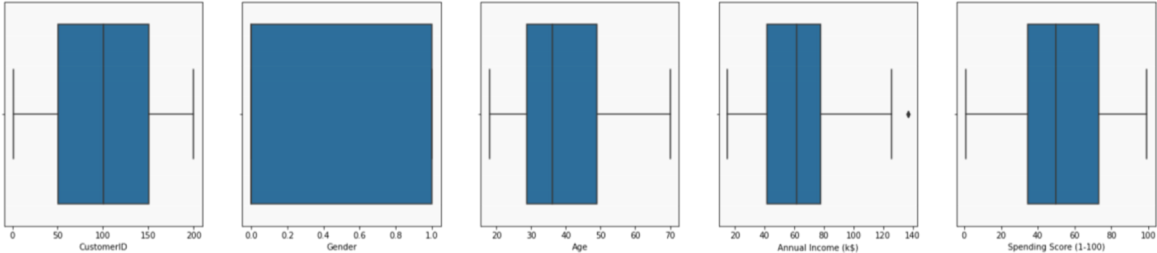 0 50 100 150 200
CustomerID
0.0 0.2 0.4 0.6 0.8 1.0
Gender
20 30 40 50 60 70
Age
20 40 60 80 100 120 140
Annual Income (k$)
0 20 40 60 80 100
Spending Score (1-100)